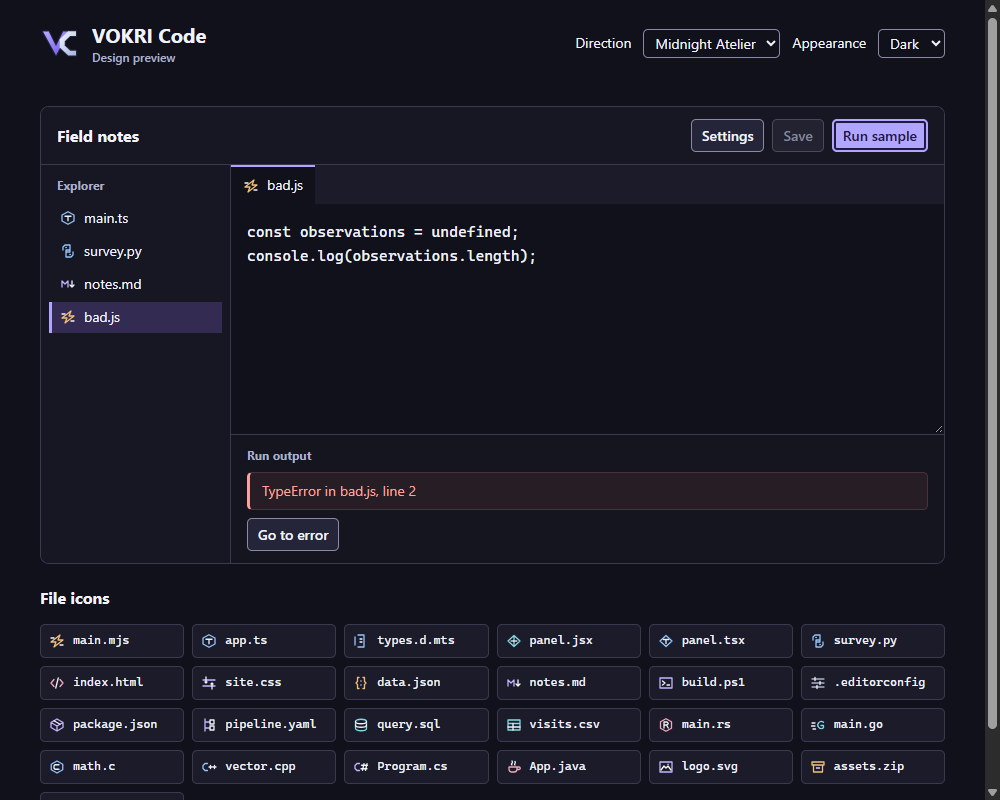 VC VOKRI Code
Design preview
Direction Midnight Atelier Appearance Dark
Field notes
Settings Save Run sample
Explorer
main.ts
survey.py
M↓ notes.md
bad.js
bad.js
const observations = undefined;
console.log(observations.length);
Run output
TypeError in bad.js, line 2
Go to error
File icons
main.mjs T app.ts types.d.mts panel.jsx T panel.tsx survey.py
</> index.html site.css {} data.json M↓ notes.md build.ps1 .editorconfig
package.json pipeline.yaml query.sql visits.csv R main.rs G main.go
C math.c C++ vector.cpp C# Program.cs App.java logo.svg assets.zip